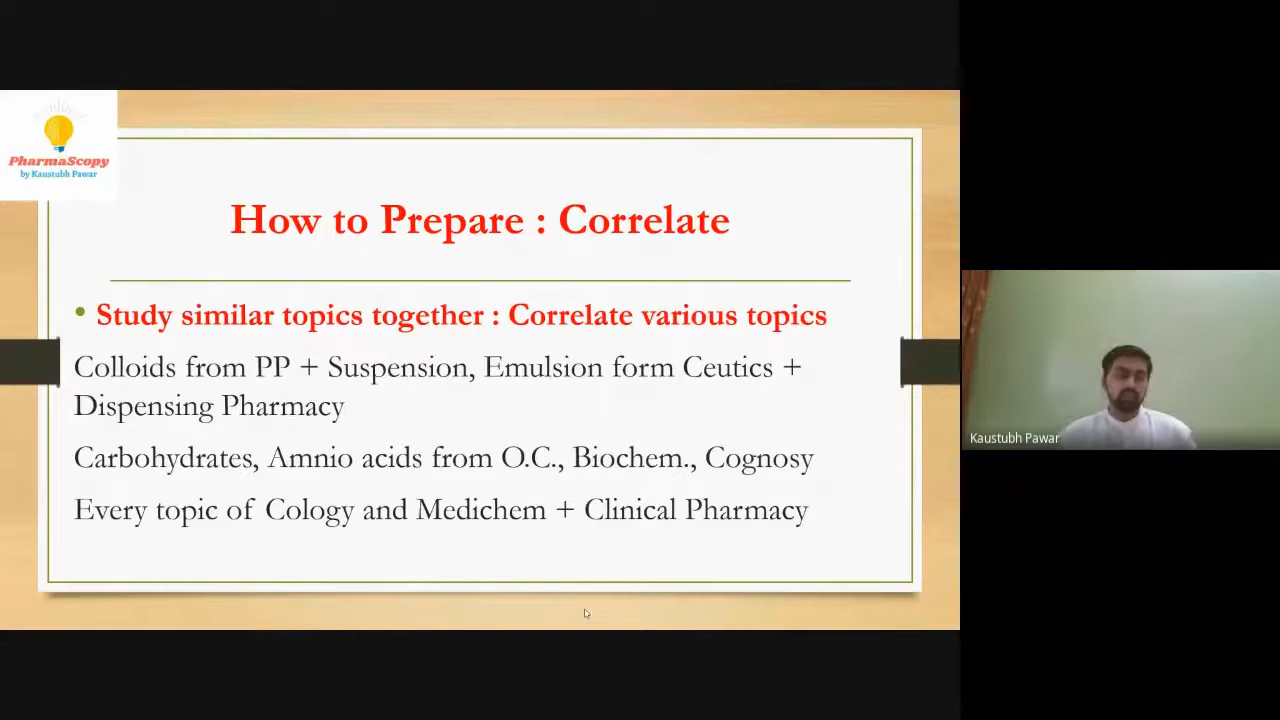 PharmaScopy
by Kaustubh Pawar
How to Prepare : Correlate
• Study similar topics together : Correlate various topics
Colloids from PP + Suspension, Emulsion form Ceutics +
Dispensing Pharmacy
Carbohydrates, Amnio acids from O.C., Biochem., Cognosy
Every topic of Cology and Medichem + Clinical Pharmacy
Kaustubh Pawar